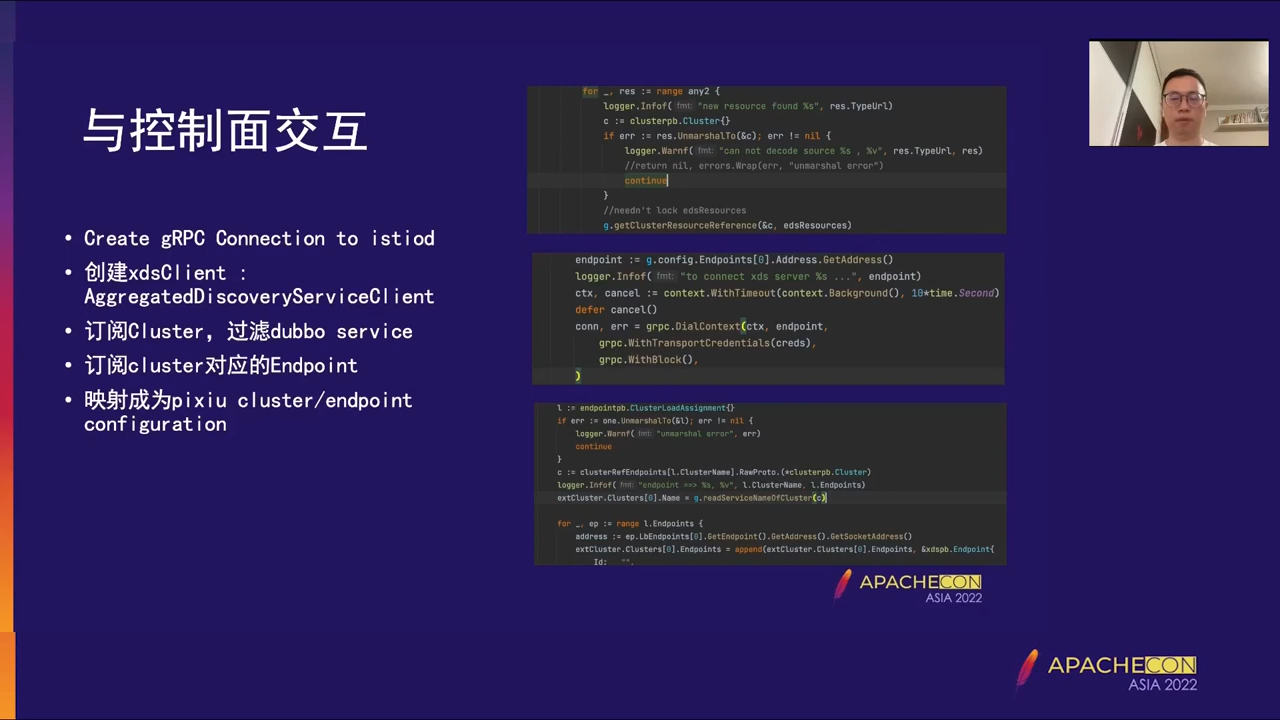 与控制面交互
• Create gRPC Connection to istiod
• 创建xdsClient :
AggregatedDiscoveryServiceClient
• 订阅Cluster，过滤dubbo service
• 订阅cluster对应的Endpoint
• 映射成为pixiu cluster/endpoint
configuration
for _, res := range any2 {
logger.Infof( fmt: "new resource found %s", res.TypeUrl)
c := clusterpb.Cluster{}
if err := res.UnmarshalTo(&c); err != nil {
logger.Warnf( fmt: "can not decode source %s , %v", res.TypeUrl, res)
//return nil, errors.Wrap(err, "unmarshal error")
continue
}
//needn't lock edsResources
g.getClusterResourceReference(&c, edsResources)
endpoint := g.config.Endpoints[0].Address.GetAddress()
logger.Infof( fmt: "to connect xds server %s ...", endpoint)
ctx, cancel := context.WithTimeout(context.Background(), 10*time.Second)
defer cancel()
conn, err = grpc.DialContext(ctx, endpoint,
grpc.WithTransportCredentials(creds),
grpc.WithBlock(),
)
l := endpointpb.ClusterLoadAssignment{}
if err := one.UnmarshalTo(&l); err != nil {
logger.Warnf( fmt: "unmarshal error", err)
continue
}
c := clusterRefEndpoints[l.ClusterName].RawProto.(*clusterpb.Cluster)
logger.Infof( fmt: "endpoint ==> %s, %v", l.ClusterName, l.Endpoints)
extCluster.Clusters[0].Name = g.readServiceNameOfCluster(c)
for _, ep := range l.Endpoints {
address := ep.LbEndpoints[0].GetEndpoint().GetAddress().GetSocketAddress()
extCluster.Clusters[0].Endpoints = append(extCluster.Clusters[0].Endpoints, &xdspb.Endpoint{
Id: "",
APACHECON
ASIA 2022
APACHECON
ASIA 2022